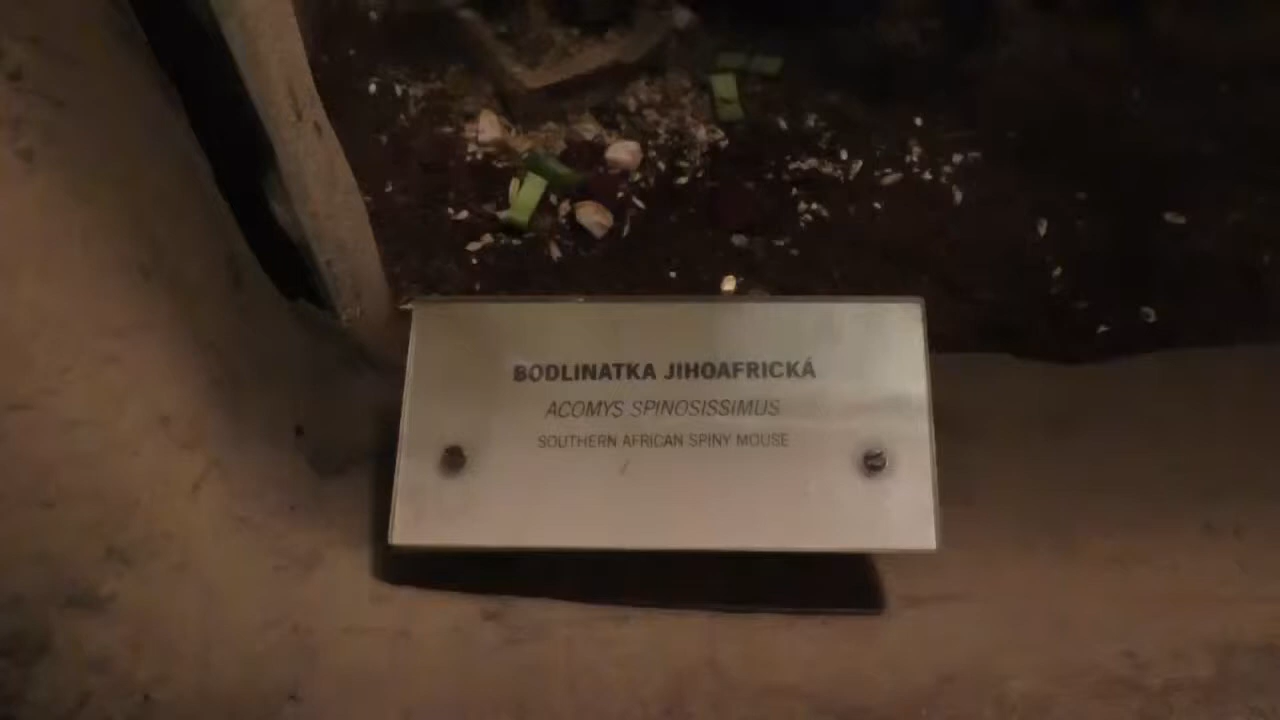 BODLINATKA JIHOAFRICKÁ
ACOMYS SPINOSISSIMUS
SOUTHERN AFRICAN SPINY MOUSE